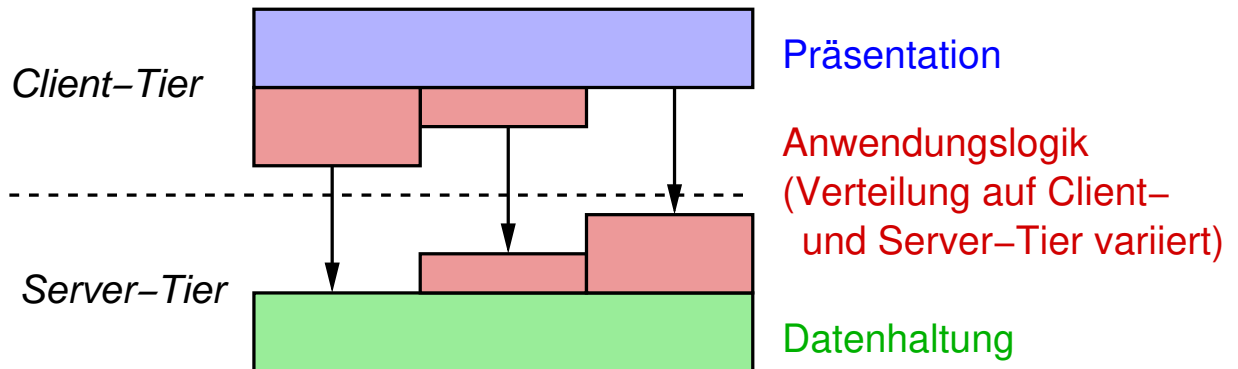 Präsentation
Client–Tier
Anwendungslogik
(Verteilung auf Client–
und Server–Tier variiert)
Server–Tier
Datenhaltung